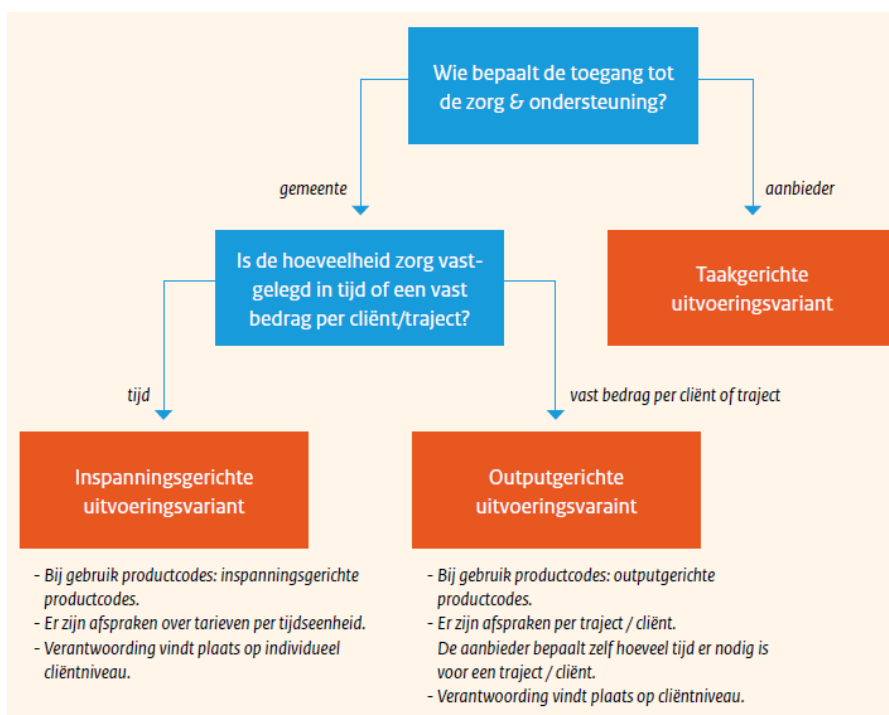 Wie bepaalt de toegang tot
de zorg & ondersteuning?
gemeente
aanbieder
Is de hoeveelheid zorg vast-
gelegd in tijd of een vast
bedrag per cliënt/traject?
Taakgerichte
uitvoeringsvariant
tijd
vast bedrag per cliënt of traject
Inspanningsgerichte
uitvoeringsvariant
Outputgerichte
uitvoeringsvaraint
- Bij gebruik productcodes: inspanningsgerichte
productcodes.
- Er zijn afspraken over tarieven per tijdseenheid.
- Verantwoording vindt plaats op individueel
cliëntniveau.
- Bij gebruik productcodes: outputgerichte
productcodes.
- Er zijn afspraken per traject / cliënt.
De aanbieder bepaalt zelf hoeveel tijd er nodig is
voor een traject / cliënt.
- Verantwoording vindt plaats op cliëntniveau.